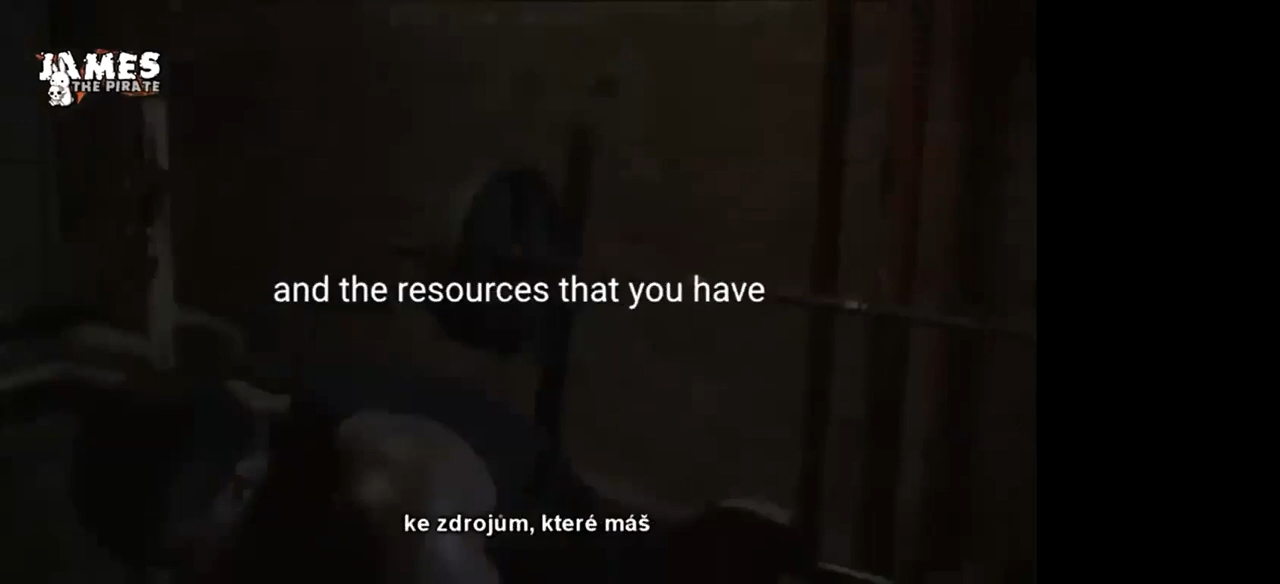 JAMES
THE PIRATE
and the resources that you have
ke zdrojům, které máš